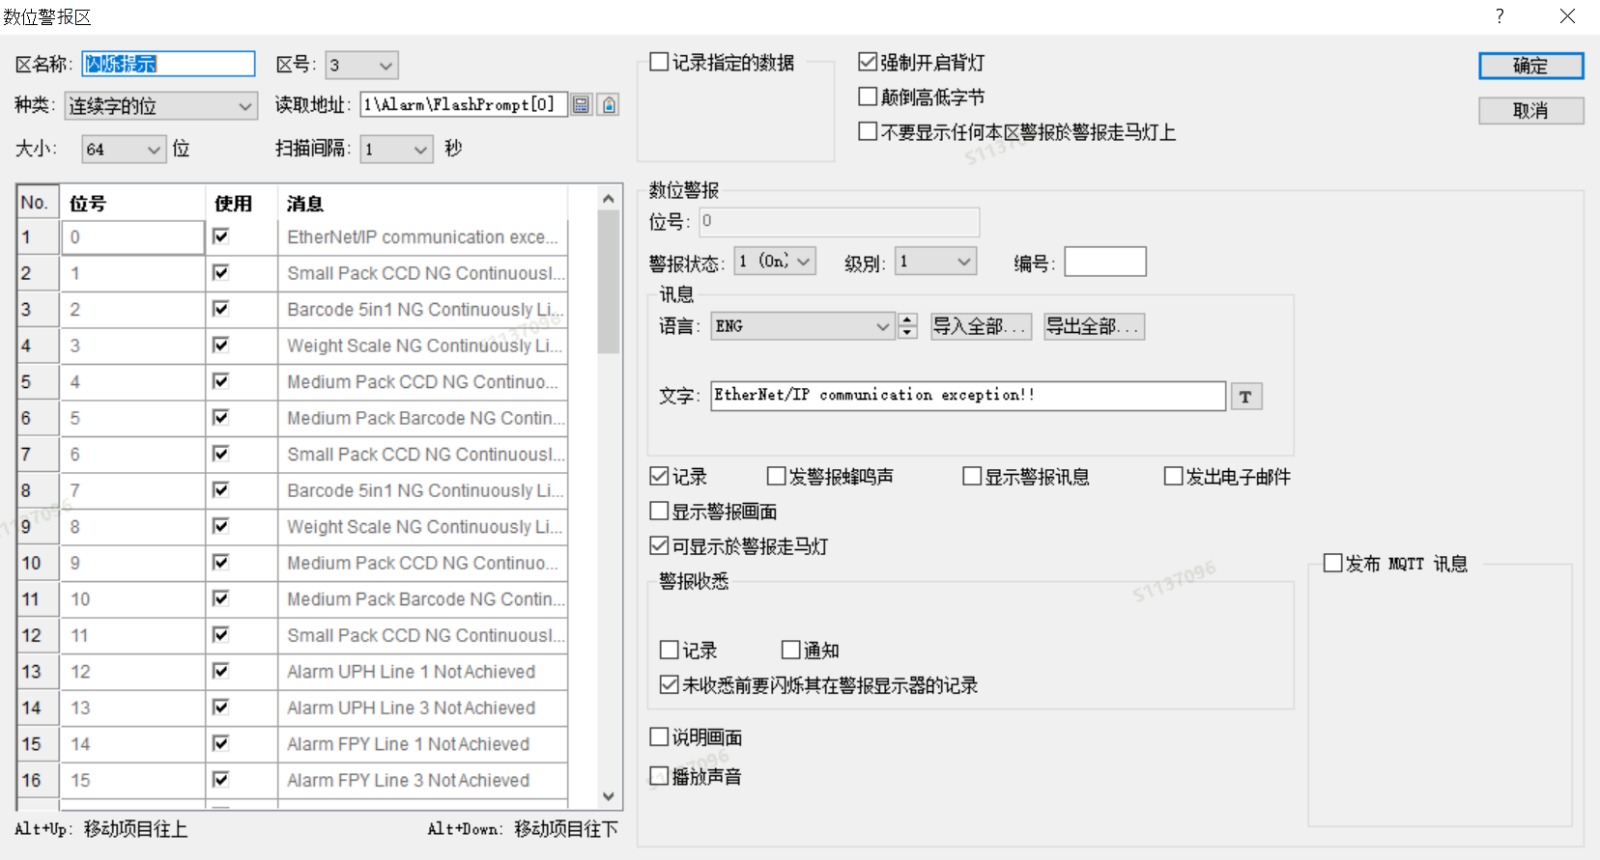 数位警报区
?
区名称: 闪烁提示
区号: 3
种类: 连续字的位
读取地址: 1\Alarm\FlashPrompt[0]
大小: 64 位
扫描间隔: 1 秒
记录指定的数据
强制开启背灯
颠倒高低字节
不要显示任何本区警报於警报走马灯上
确定
取消
No. 位号 使用 消息
1 0 EtherNet/IP communication exce...
2 1 Small Pack CCD NG Continuousl...
3 2 Barcode 5in1 NG Continuously Li...
4 3 Weight Scale NG Continuously Li...
5 4 Medium Pack CCD NG Continuo...
6 5 Medium Pack Barcode NG Contin...
7 6 Small Pack CCD NG Continuousl...
8 7 Barcode 5in1 NG Continuously Li...
9 8 Weight Scale NG Continuously Li...
10 9 Medium Pack CCD NG Continuo...
11 10 Medium Pack Barcode NG Contin...
12 11 Small Pack CCD NG Continuousl...
13 12 Alarm UPH Line 1 Not Achieved
14 13 Alarm UPH Line 3 Not Achieved
15 14 Alarm FPY Line 1 Not Achieved
16 15 Alarm FPY Line 3 Not Achieved
Alt+Up: 移动项目往上
Alt+Down: 移动项目往下
数位警报
位号: 0
警报状态: 1 (On)
级别: 1
编号:
讯息
语言: ENG
导入全部...
导出全部...
文字: EtherNet/IP communication exception!!
T
记录
发警报蜂鸣声
显示警报讯息
发出电子邮件
显示警报画面
可显示於警报走马灯
警报收悉
记录
通知
未收悉前要闪烁其在警报显示器的记录
说明画面
播放声音
发布 MQTT 讯息
S1137096
S1137096
S1137096
S1137096
S1137096